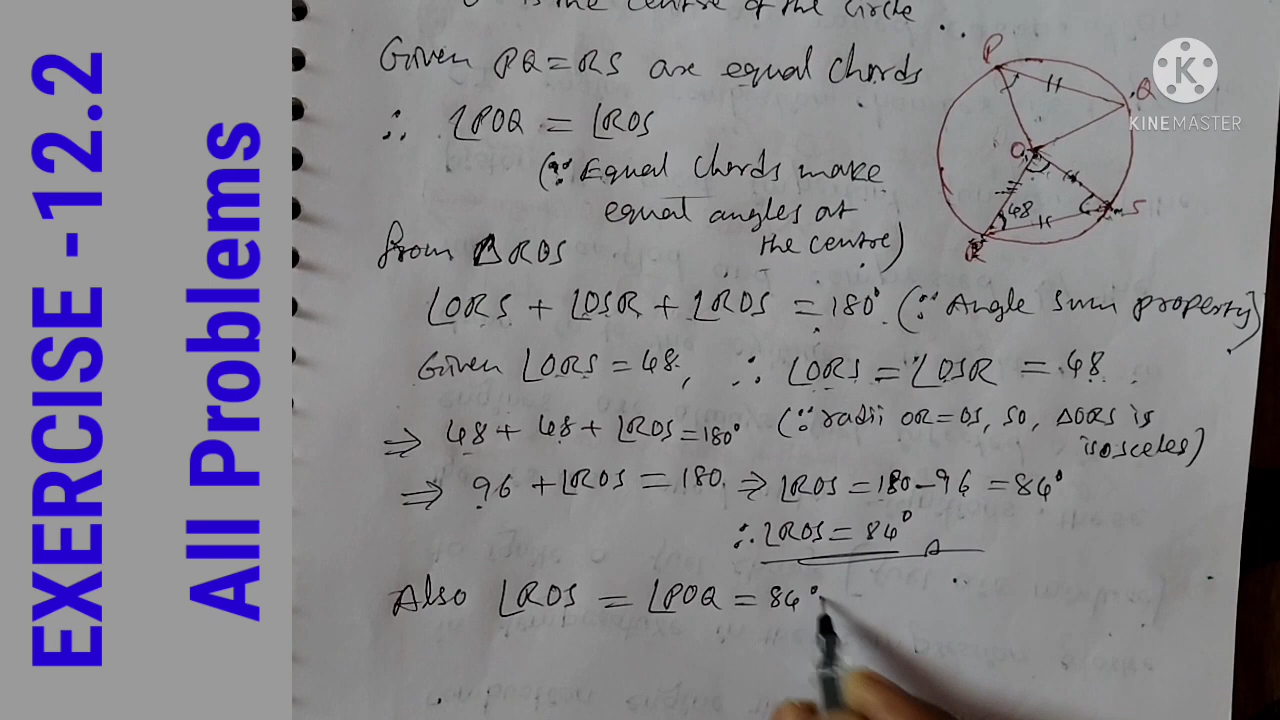 EXERCISE -12.2
All Problems
is the centre of the circle
Given PQ = RS are equal chords
∴ ∠POQ = ∠ROS
(∵ Equal chords make
equal angles at
the centre)
from △ROS
∠ORS + ∠OSR + ∠ROS = 180° (∵ Angle sum property)
Given ∠ORS = 48, ∴ ∠ORS = ∠OSR = 48
(∵ radii OR = OS, so, △ORS is
isosceles)
⇒ 48 + 48 + ∠ROS = 180°
⇒ 96 + ∠ROS = 180 ⇒ ∠ROS = 180 - 96 = 84°
∴ ∠ROS = 84°
Also ∠ROS = ∠POQ = 84°
P
Q
O
48
S
R
K
KINEMASTER